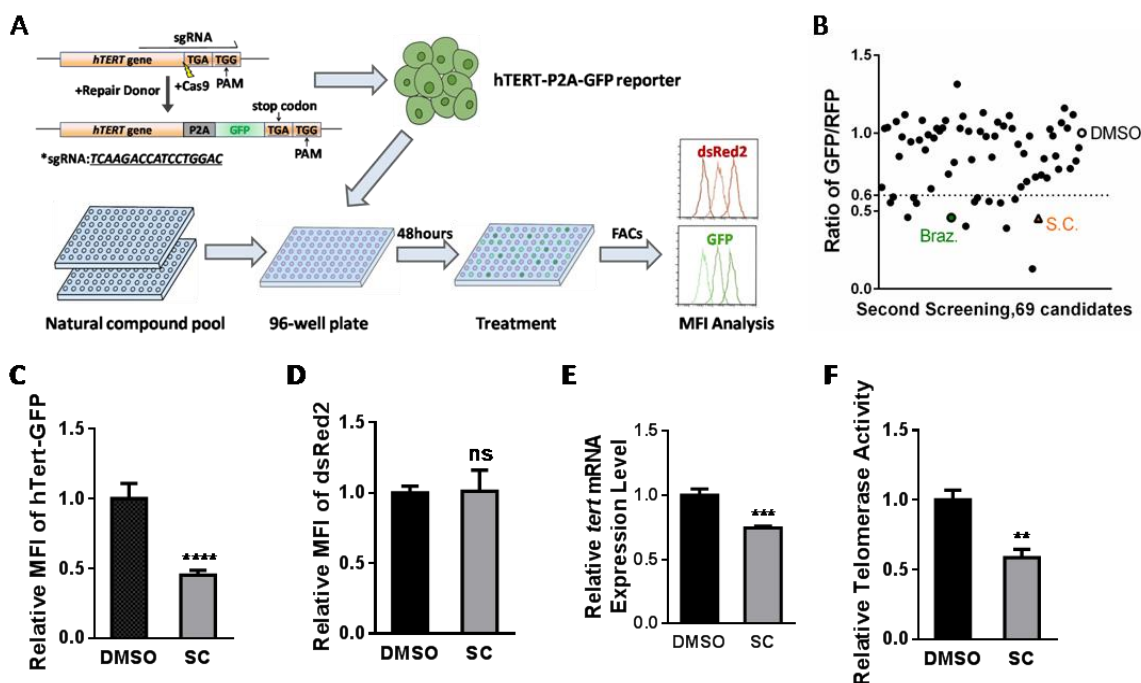 A
sgRNA
hTERT gene
TGA
TGG
+Cas9
PAM
+Repair Donor
stop codon
hTERT gene
P2A
GFP
TGA
TGG
PAM
*sgRNA:TCAAGACCATCCTGGAC
hTERT-P2A-GFP reporter
48hours
FACs
dsRed2
GFP
Natural compound pool
96-well plate
Treatment
MFI Analysis
B
Ratio of GFP/RFP
1.5
1.0
0.6
0.5
0.0
DMSO
Braz.
S.C.
Second Screening,69 candidates
C
Relative MFI of hTert-GFP
1.5
1.0
0.5
0.0
****
DMSO
SC
D
Relative MFI of dsRed2
1.5
1.0
0.5
0.0
ns
DMSO
SC
E
Relative tert mRNA
Expression Level
1.5
1.0
0.5
0.0
***
DMSO
SC
F
Relative Telomerase Activity
1.5
1.0
0.5
0.0
**
DMSO
SC